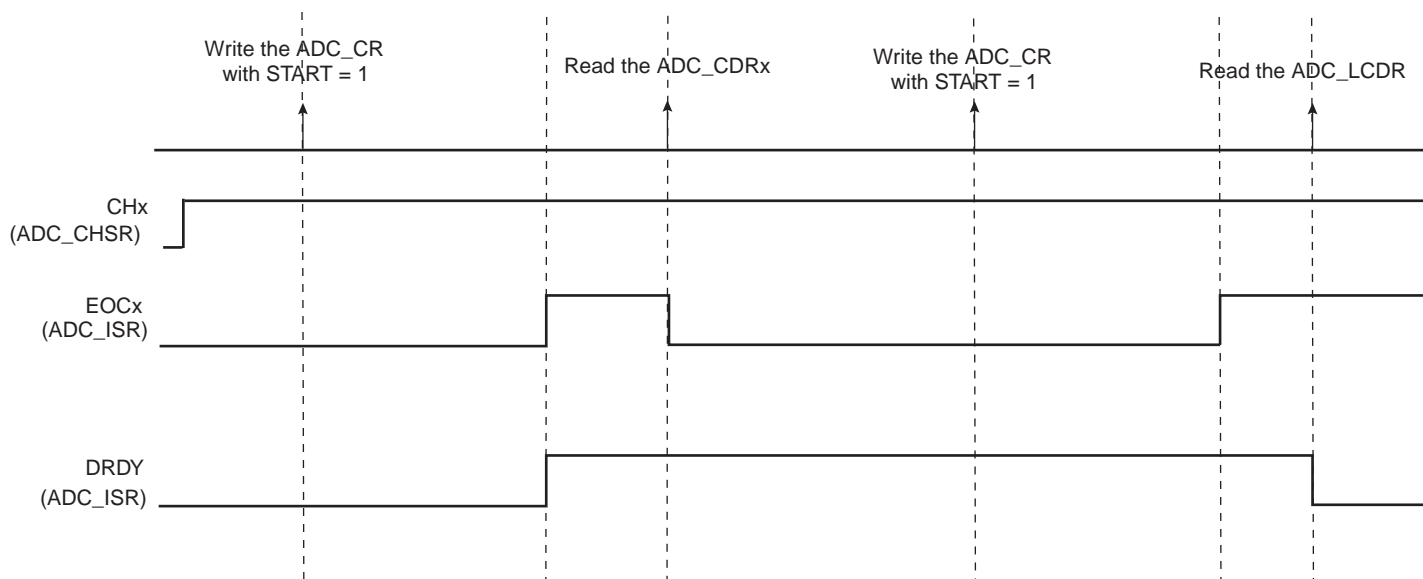 Write the ADC_CR
with START = 1
Read the ADC_CDRx
Write the ADC_CR
with START = 1
Read the ADC_LCDR
CHx
(ADC_CHSR)
EOCx
(ADC_ISR)
DRDY
(ADC_ISR)